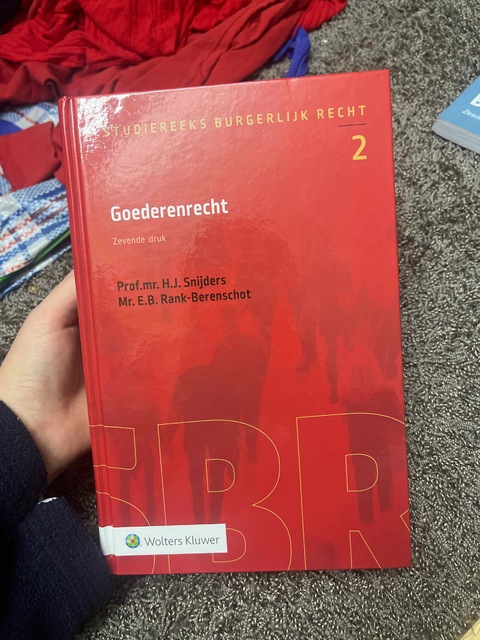 STUDIEREEKS BURGERLIJK RECHT
2
Goederenrecht
Zevende druk
Prof.mr. H.J. Snijders
Mr. E.B. Rank-Berenschot
SBR
Wolters Kluwer